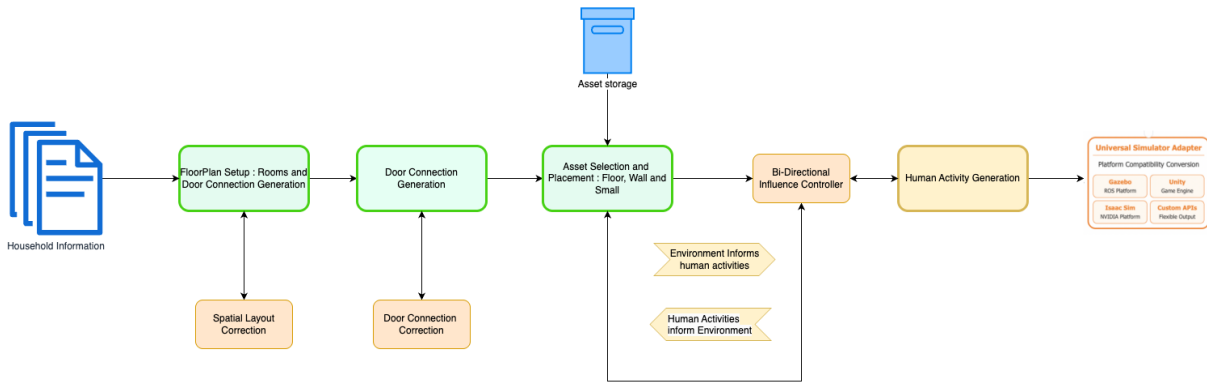 Asset storage
Household Information
FloorPlan Setup : Rooms and
Door Connection Generation
Door Connection
Generation
Asset Selection and
Placement : Floor, Wall and
Small
Bi-Directional
Influence Controller
Human Activity Generation
Universal Simulator Adapter
Platform Compatibility Conversion
Gazebo
ROS Platform
Unity
Game Engine
Isaac Sim
NVIDIA Platform
Custom APIs
Flexible Output
Environment Informs
human activities
Human Activities
inform Environment
Spatial Layout
Correction
Door Connection
Correction